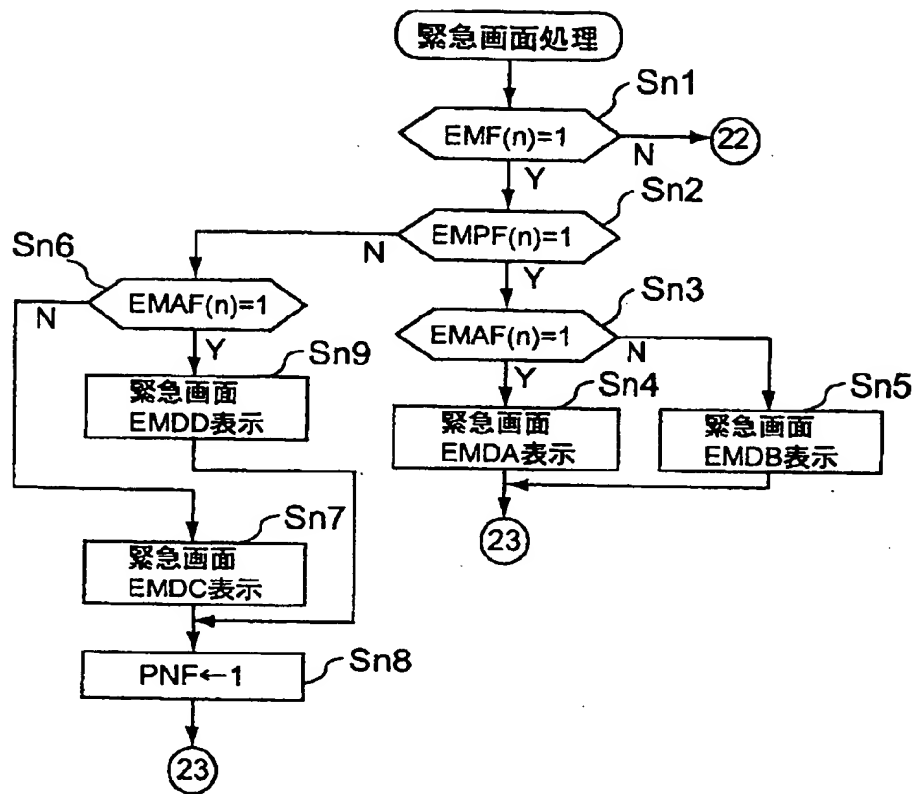 緊急画面処理
Sn1
EMF(n)=1
N
22
Y
Sn2
EMPF(n)=1
N
Y
Sn6
EMAF(n)=1
N
Y
Sn3
EMAF(n)=1
N
Y
Sn9
緊急画面
EMDD表示
Sn4
緊急画面
EMDA表示
Sn5
緊急画面
EMDB表示
23
Sn7
緊急画面
EMDC表示
Sn8
PNF←1
23